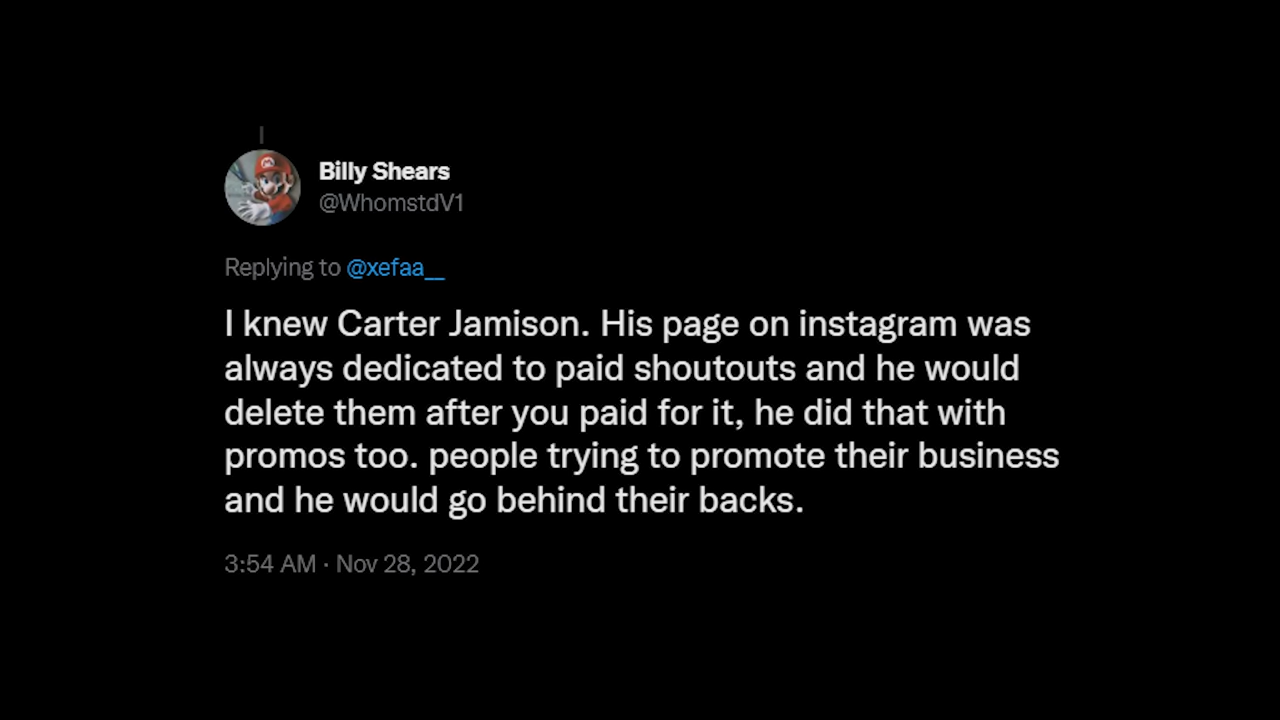 Billy Shears
@WhomstdV1
Replying to @xefaa__
I knew Carter Jamison. His page on instagram was
always dedicated to paid shoutouts and he would
delete them after you paid for it, he did that with
promos too. people trying to promote their business
and he would go behind their backs.
3:54 AM · Nov 28, 2022